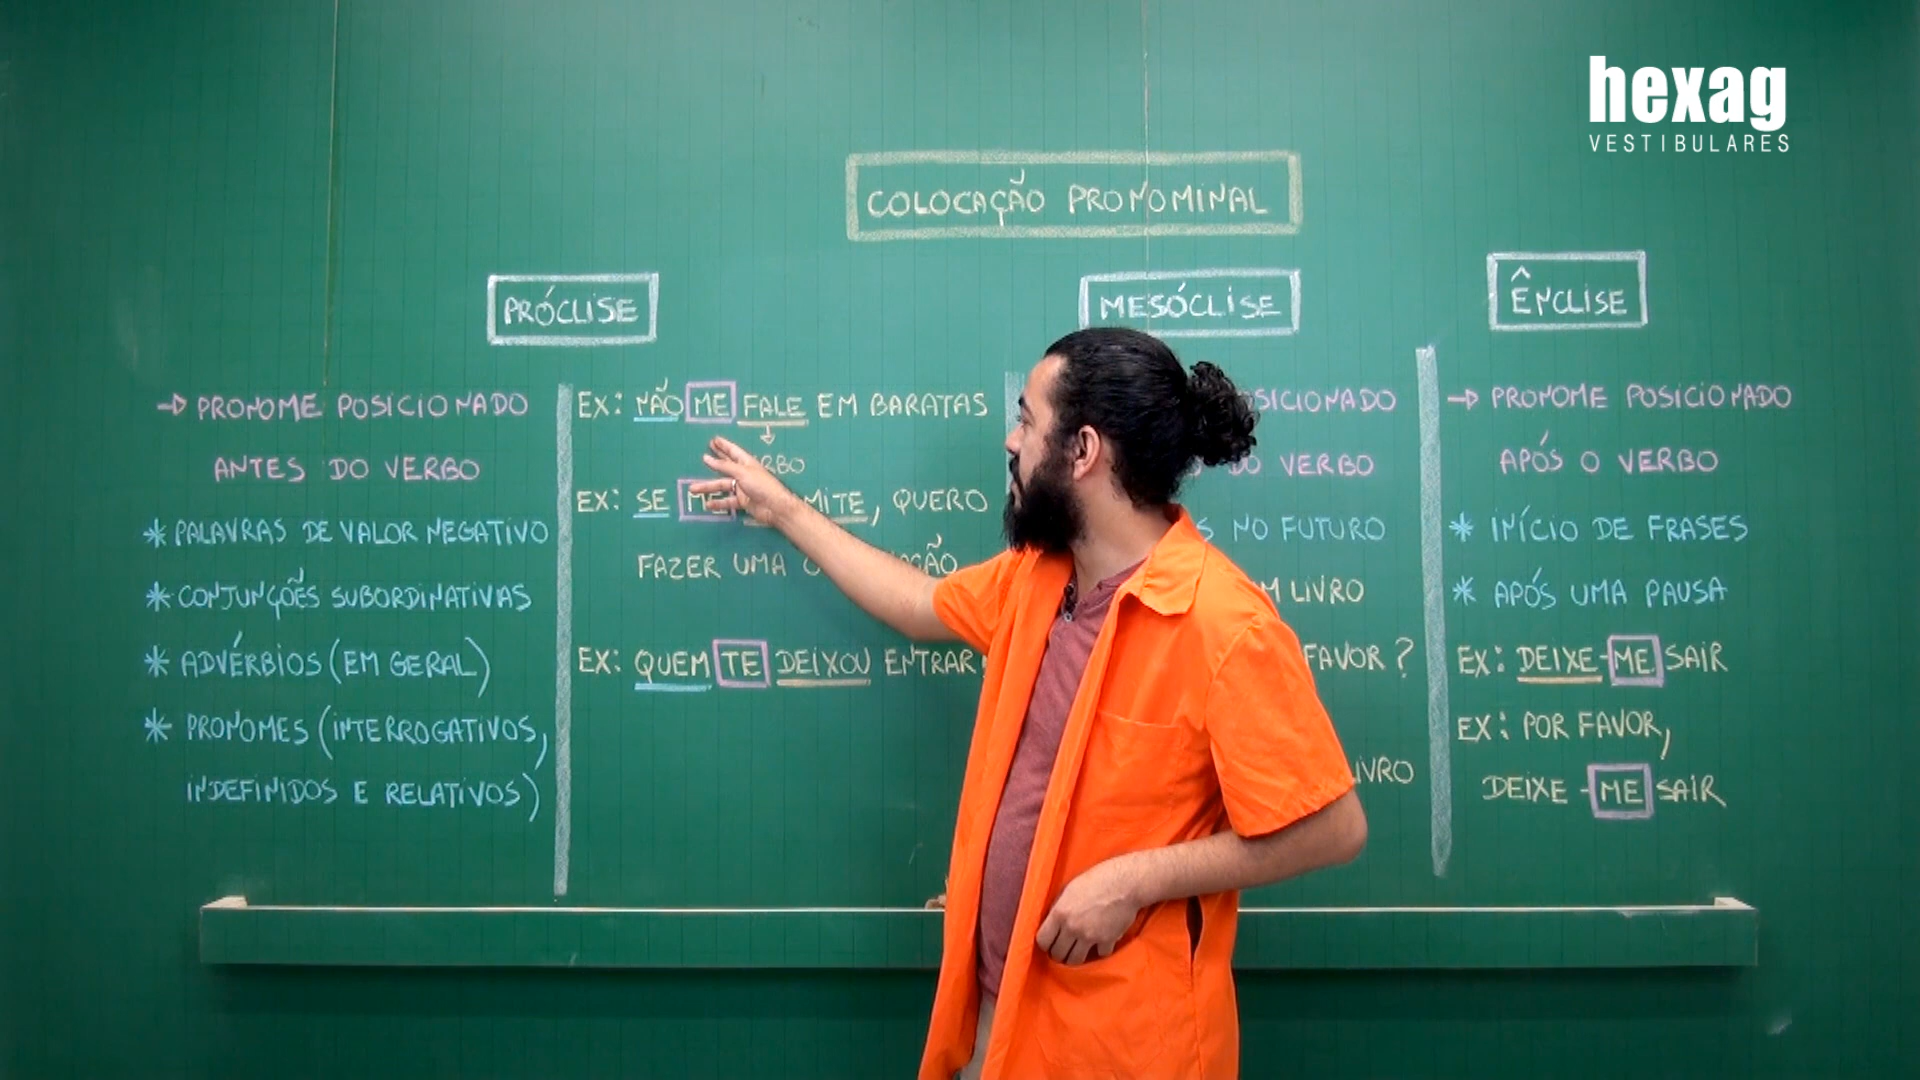 hexag
VESTIBULARES
COLOCAÇÃO PRONOMINAL
PRÓCLISE
→ PRONOME POSICIONADO
ANTES DO VERBO
* PALAVRAS DE VALOR NEGATIVO
* CONJUNÇÕES SUBORDINATIVAS
* ADVÉRBIOS (EM GERAL)
* PRONOMES (INTERROGATIVOS,
INDEFINIDOS E RELATIVOS)
EX: NÃO ME FALE EM BARATAS
EX: SE ME QUERO
FAZER UMA
EX: QUEM TE DEIXOU ENTRAR
MESÓCLISE
DO VERBO
NO FUTURO
LIVRO
FAVOR?
ÊNCLISE
→ PRONOME POSICIONADO
APÓS O VERBO
* INÍCIO DE FRASES
* APÓS UMA PAUSA
EX: DEIXE-ME SAIR
EX: POR FAVOR,
DEIXE-ME SAIR